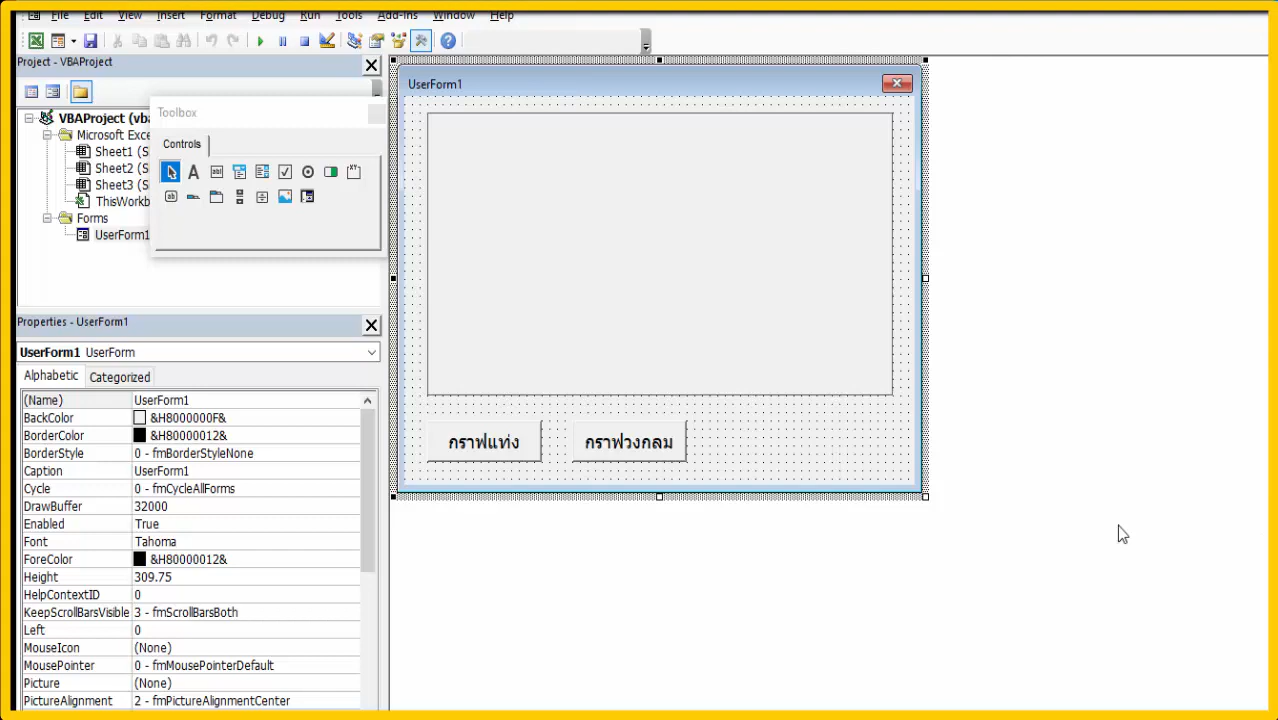 File Edit View Insert Format Debug Run Tools Add-Ins Window Help
Project - VBAProject
Toolbox
Controls
VBAProject (vba
Microsoft Exce
Sheet1 (S
Sheet2 (S
Sheet3 (S
ThisWorkb
Forms
UserForm1
UserForm1
กราฟแท่ง กราฟวงกลม
Properties - UserForm1
UserForm1 UserForm
Alphabetic Categorized
(Name) UserForm1
BackColor &H8000000F&
BorderColor &H80000012&
BorderStyle 0 - fmBorderStyleNone
Caption UserForm1
Cycle 0 - fmCycleAllForms
DrawBuffer 32000
Enabled True
Font Tahoma
ForeColor &H80000012&
Height 309.75
HelpContextID 0
KeepScrollBarsVisible 3 - fmScrollBarsBoth
Left 0
MouseIcon (None)
MousePointer 0 - fmMousePointerDefault
Picture (None)
PictureAlignment 2 - fmPictureAlignmentCenter